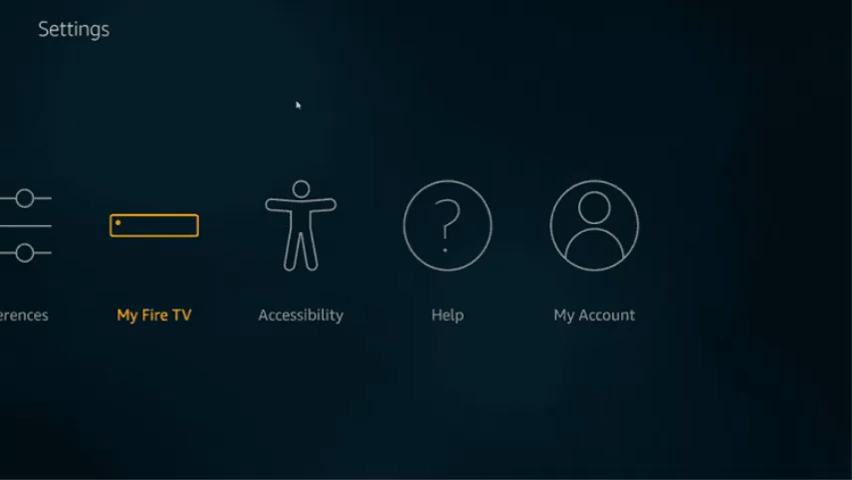 Settings
erences
My Fire TV
Accessibility
?
Help
My Account